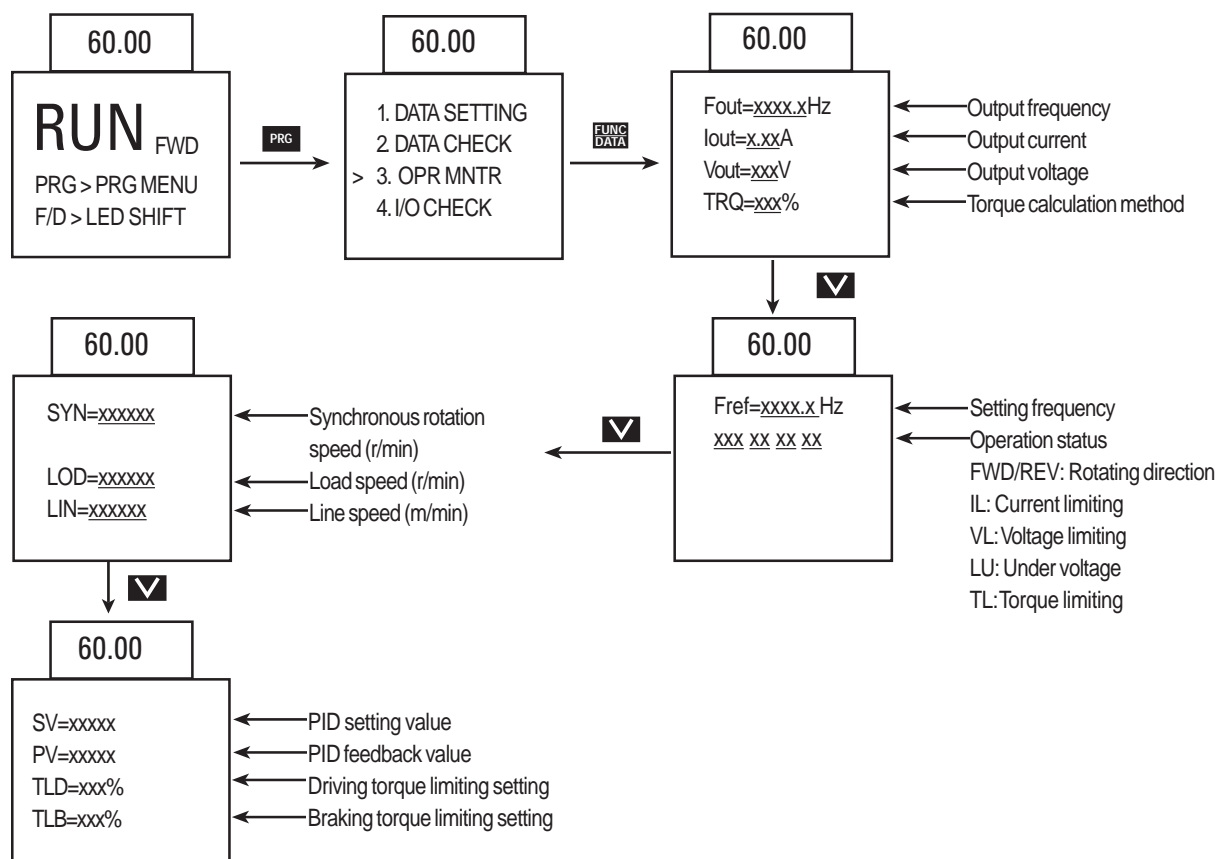 60.00
RUN FWD
PRG > PRG MENU
F/D > LED SHIFT
PRG
60.00
1. DATA SETTING
2. DATA CHECK
> 3. OPR MNTR
4. I/O CHECK
FUNC
DATA
60.00
Fout=xxxx.xHz
Iout=x.xxA
Vout=xxxV
TRQ=xxx%
Output frequency
Output current
Output voltage
Torque calculation method
60.00
Fref=xxxx.x Hz
xxx xx xx xx
Setting frequency
Operation status
FWD/REV: Rotating direction
IL: Current limiting
VL: Voltage limiting
LU: Under voltage
TL: Torque limiting
60.00
SYN=xxxxxx
LOD=xxxxxx
LIN=xxxxxx
Synchronous rotation
speed (r/min)
Load speed (r/min)
Line speed (m/min)
60.00
SV=xxxxx
PV=xxxxx
TLD=xxx%
TLB=xxx%
PID setting value
PID feedback value
Driving torque limiting setting
Braking torque limiting setting